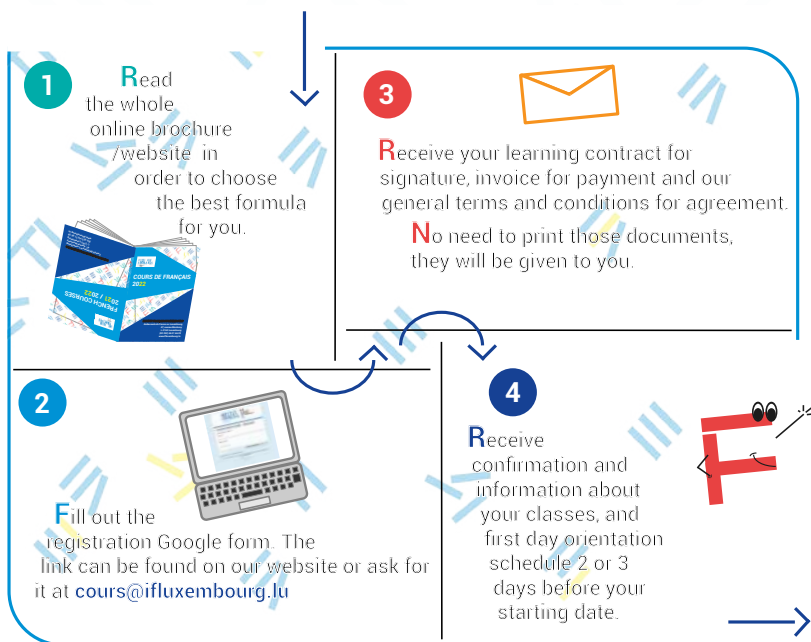 1
Read
the whole
online brochure
/website in
order to choose
the best formula
for you.
COURS DE FRANÇAIS
2022
FRENCH COURSES
2021 / 2022
2
Fill out the
registration Google form. The
link can be found on our website or ask for
it at cours@ifluxembourg.lu
3
Receive your learning contract for
signature, invoice for payment and our
general terms and conditions for agreement.
No need to print those documents,
they will be given to you.
4
Receive
confirmation and
information about
your classes, and
first day orientation
schedule 2 or 3
days before your
starting date.